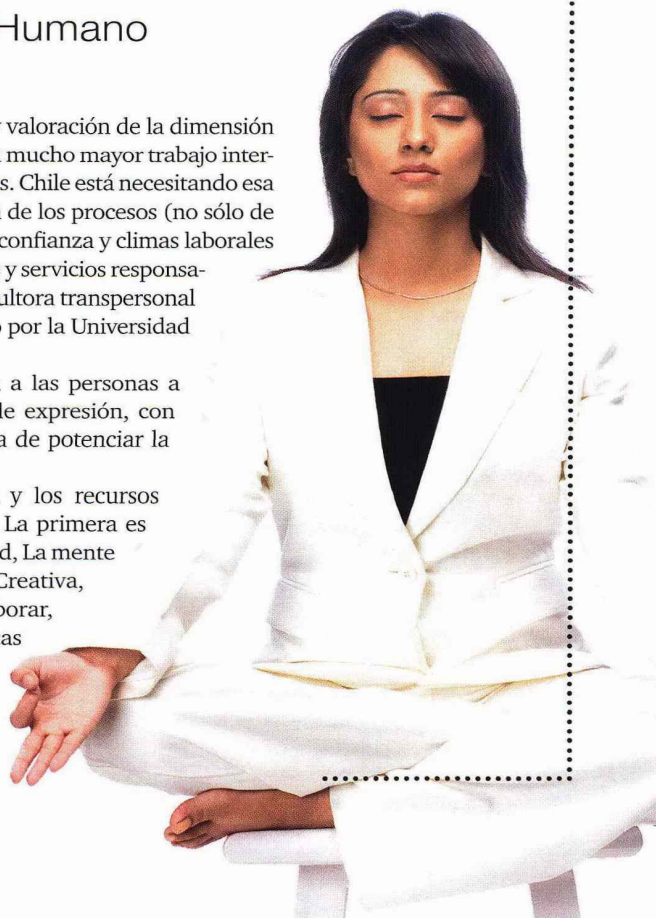 Humano
valoración de la dimensión
mucho mayor trabajo inter-
s. Chile está necesitando esa
de los procesos (no sólo de
confianza y climas laborales
y servicios responsa-
ultora transpersonal
por la Universidad
a las personas a
de expresión, con
a de potenciar la
y los recursos
La primera es
d, La mente
Creativa,
borar,
cas